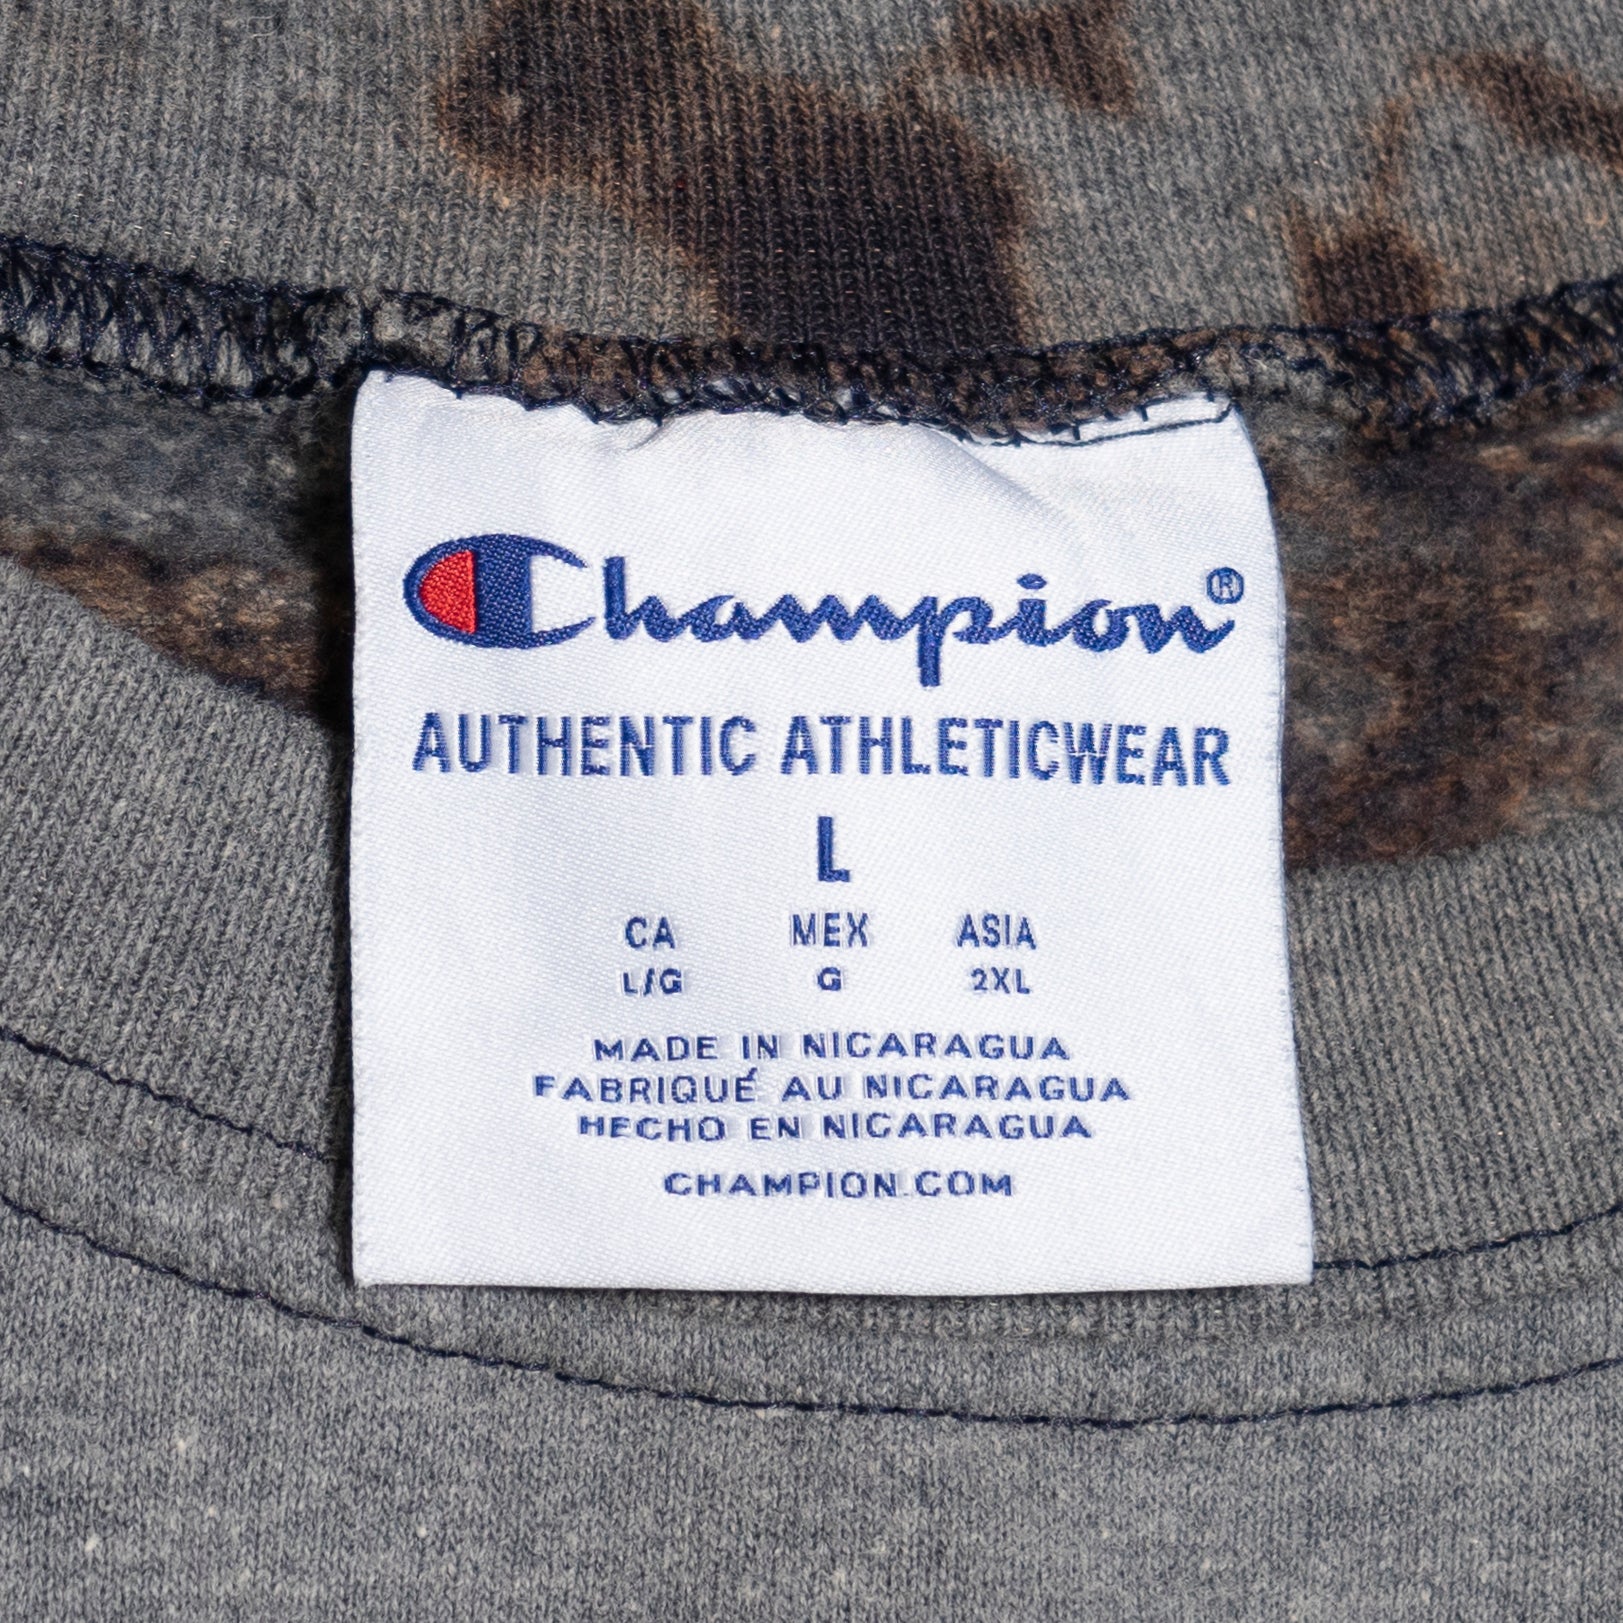 Champion®
AUTHENTIC ATHLETICWEAR
L
CA MEX ASIA
L/G G 2XL
MADE IN NICARAGUA
FABRIQUÉ AU NICARAGUA
HECHO EN NICARAGUA
CHAMPION.COM